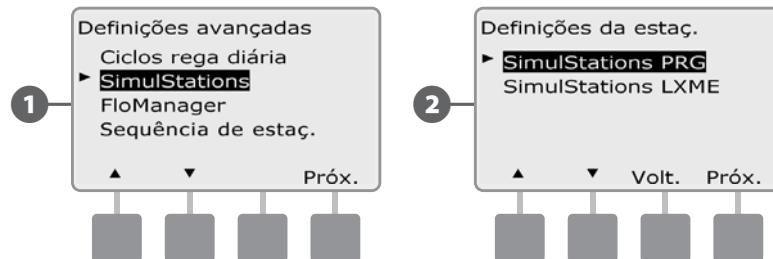 Definições avançadas
Ciclos rega diária
► SimulStations
FloManager
Sequência de estaç.
▲ ▼ Próx.
1
Definições da estaç.
► SimulStations PRG
SimulStations LXME
▲ ▼ Volt. Próx.
2